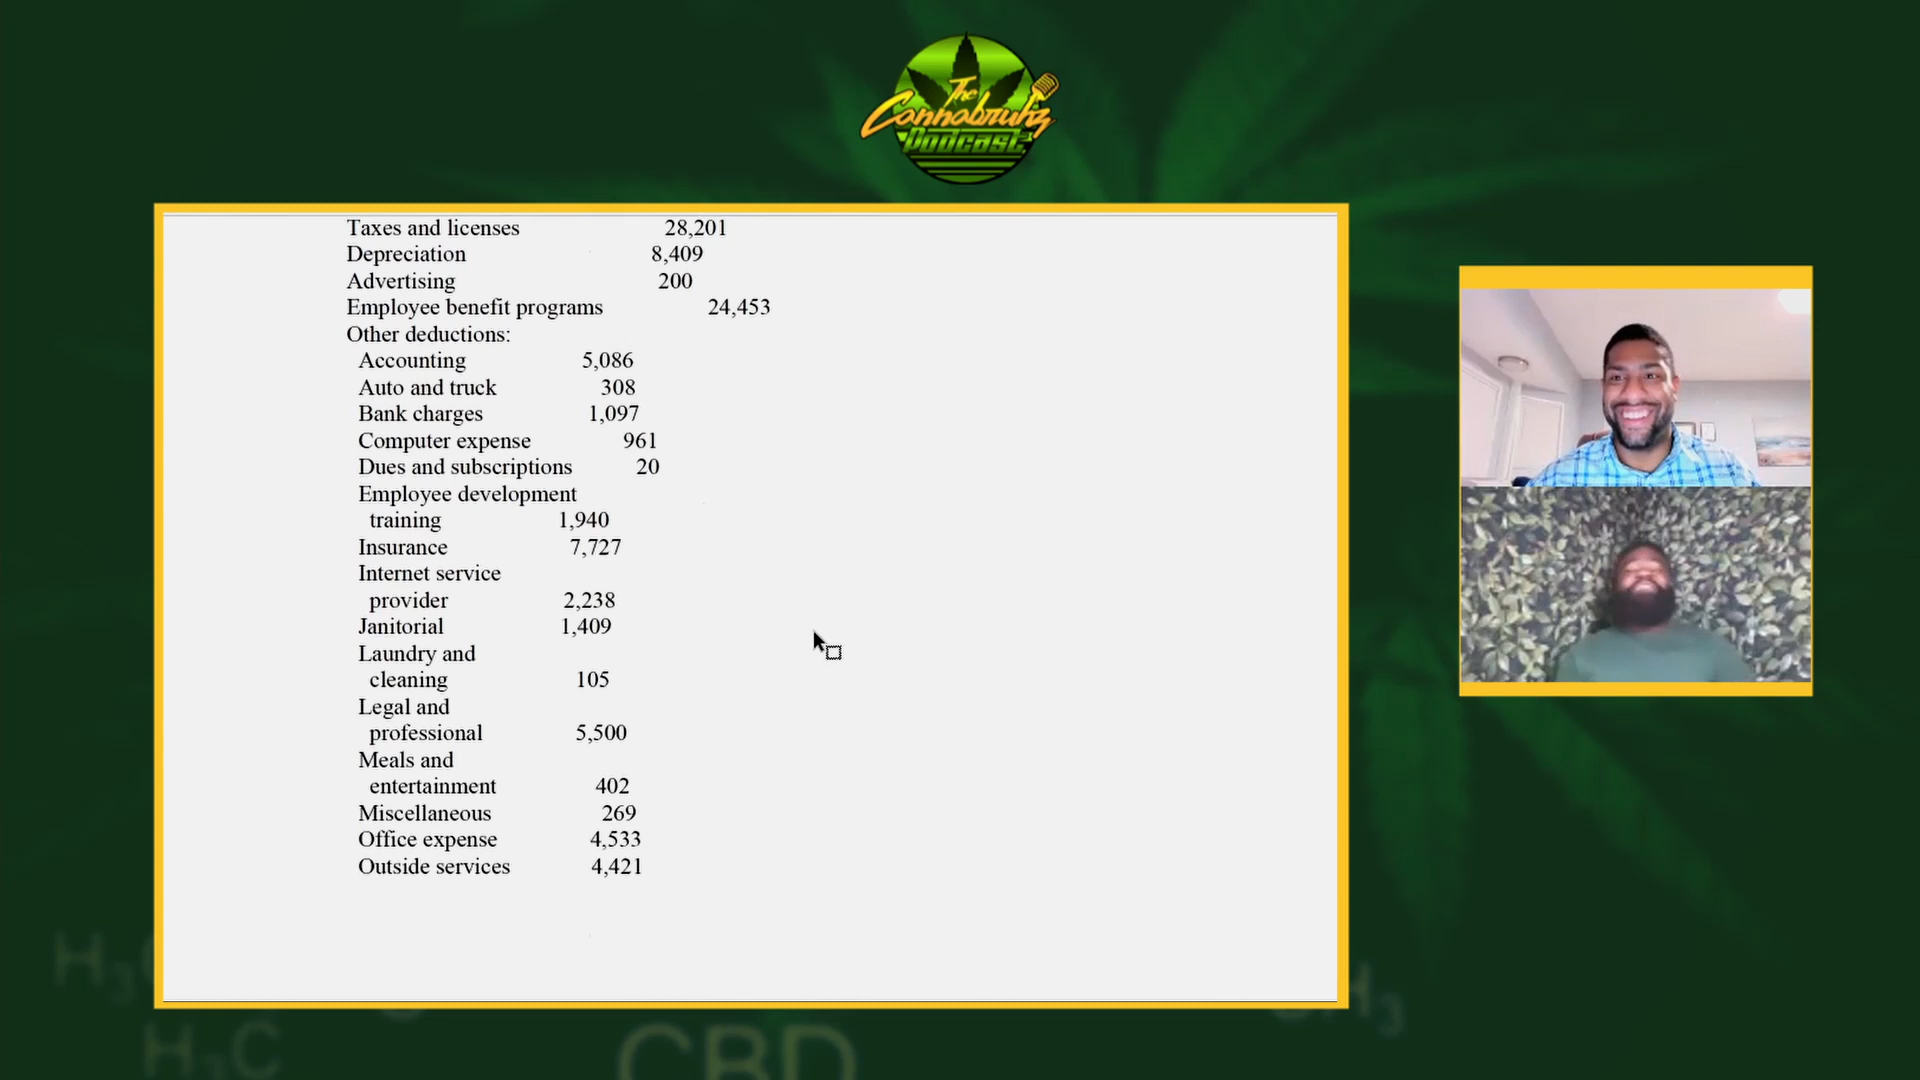 The
Cannabruhz
Podcast
Taxes and licenses 28,201
Depreciation 8,409
Advertising 200
Employee benefit programs 24,453
Other deductions:
Accounting 5,086
Auto and truck 308
Bank charges 1,097
Computer expense 961
Dues and subscriptions 20
Employee development
training 1,940
Insurance 7,727
Internet service
provider 2,238
Janitorial 1,409
Laundry and
cleaning 105
Legal and
professional 5,500
Meals and
entertainment 402
Miscellaneous 269
Office expense 4,533
Outside services 4,421
H₃C
H₃C
CBD